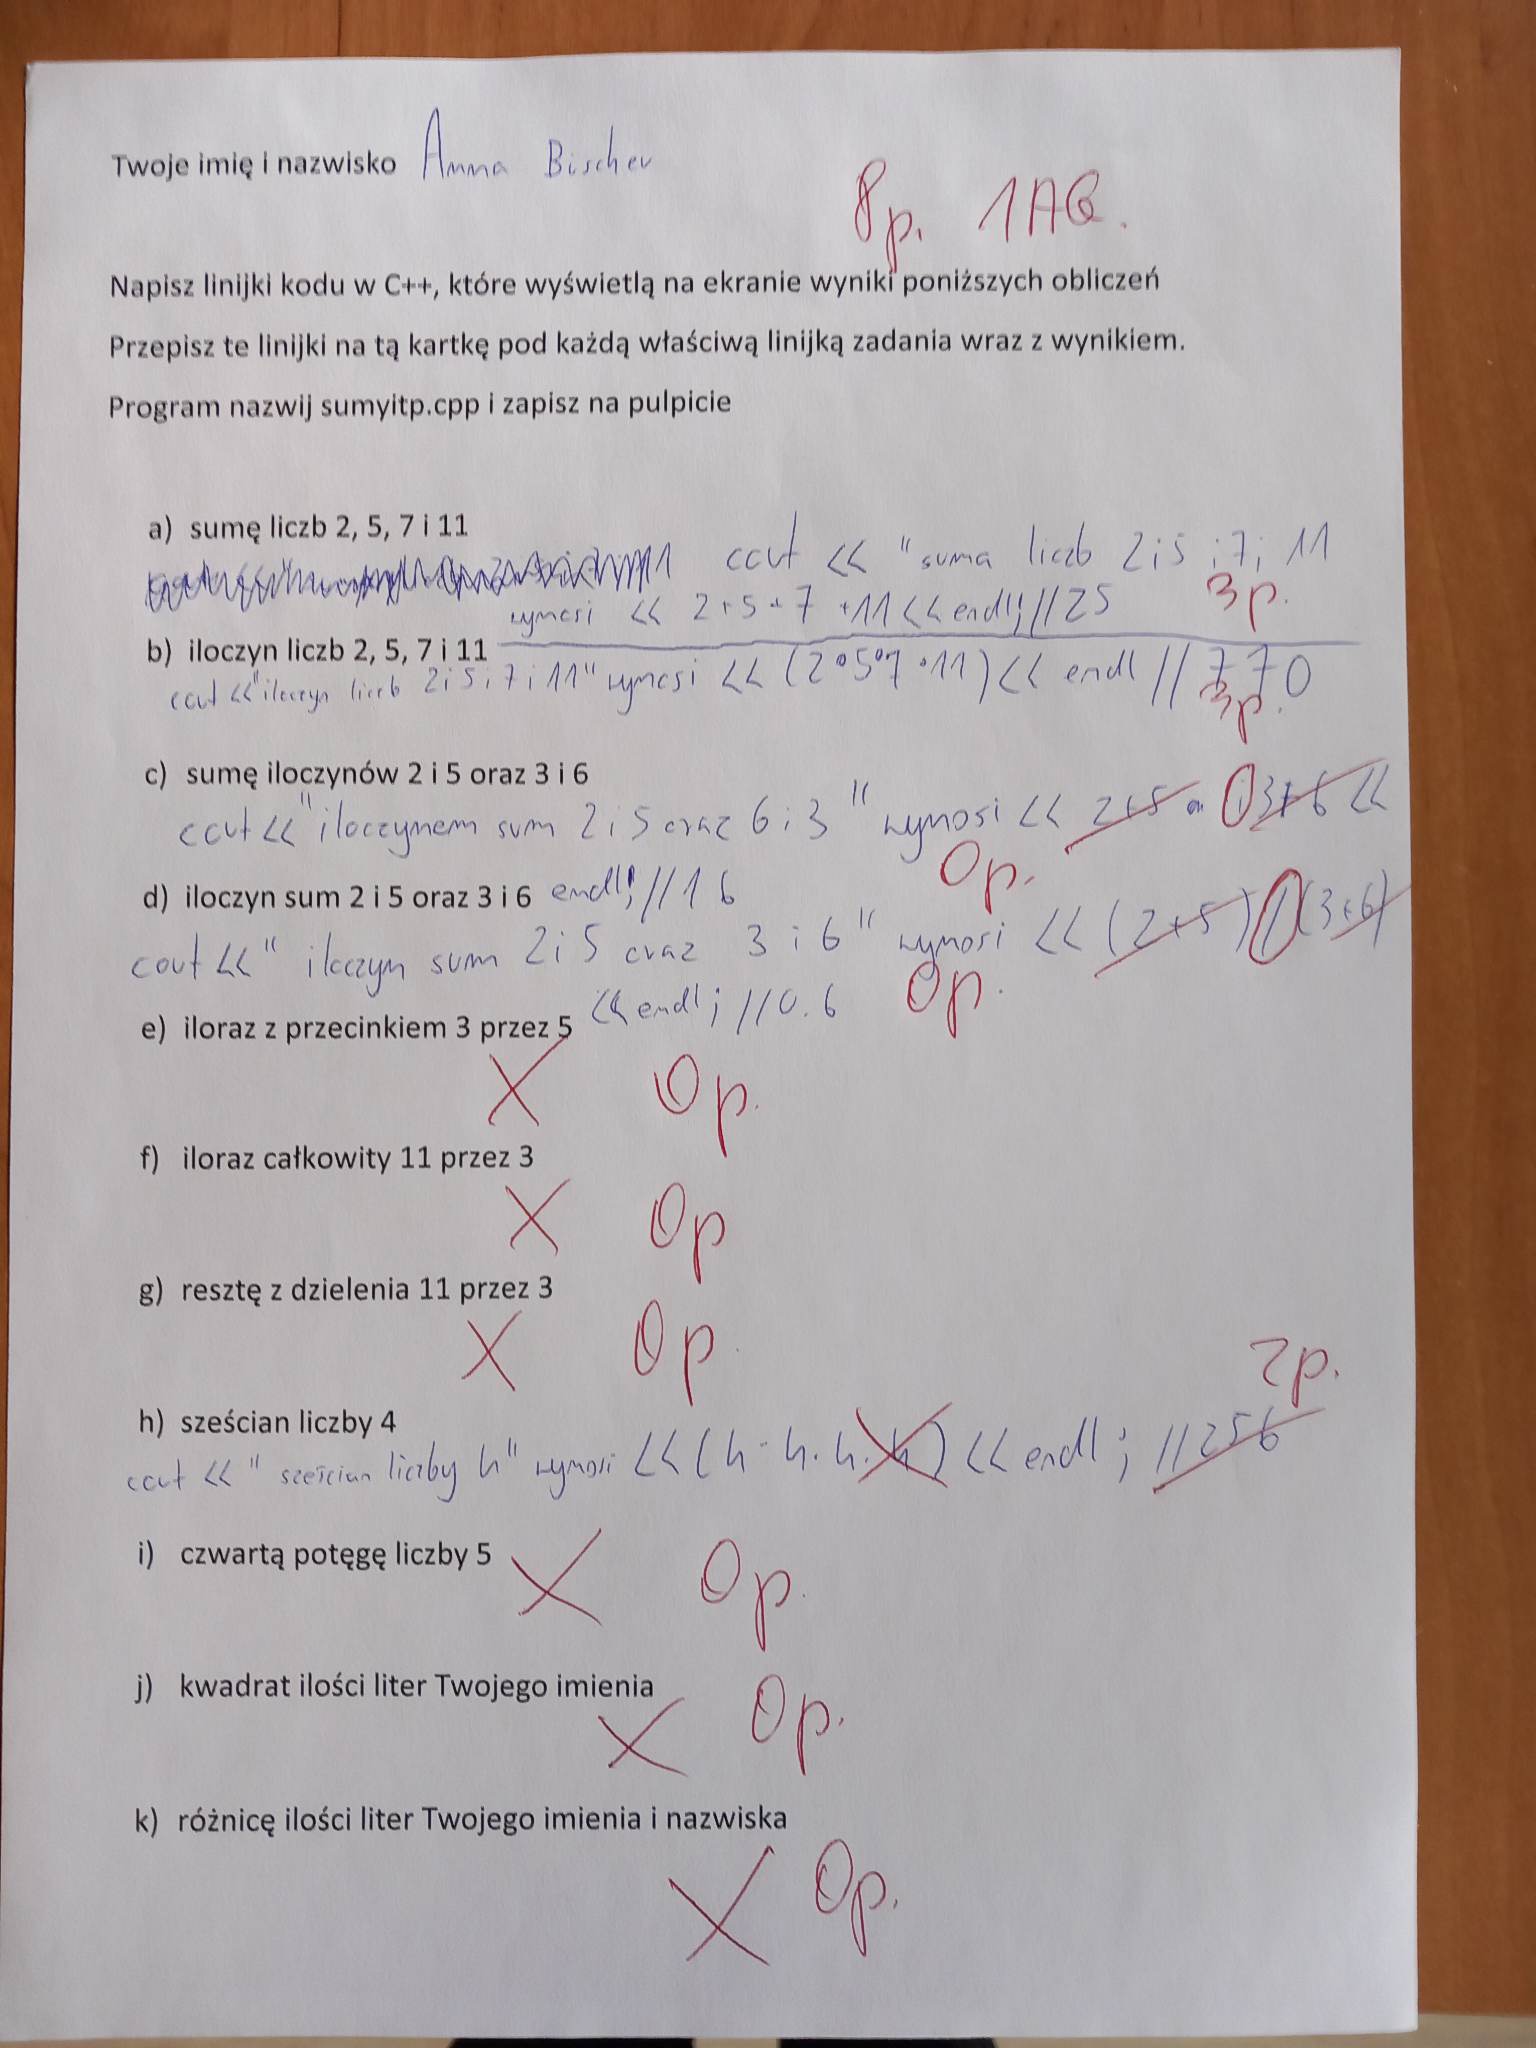 Twoje imię i nazwisko Anna Bischer
8p. 1AG.
Napisz linijki kodu w C++, które wyświetlą na ekranie wyniki poniższych obliczeń
Przepisz te linijki na tą kartkę pod każdą właściwą linijką zadania wraz z wynikiem.
Program nazwij sumyitp.cpp i zapisz na pulpicie
a) sumę liczb 2, 5, 7 i 11
cout << "suma liczb 2 i 5 i 7 i 11
wynosi << 2+5+7+11 << endl; // 25 3p.
b) iloczyn liczb 2, 5, 7 i 11
cout << "iloczyn liczb 2 i 5 i 7 i 11" wynosi << (2*5*7*11) << endl // 770
3p.
c) sumę iloczynów 2 i 5 oraz 3 i 6
cout << "iloczynem sum 2 i 5 oraz 6 i 3" wynosi << 2+5 3+6 <<
0p.
d) iloczyn sum 2 i 5 oraz 3 i 6 endl; // 16
cout << "iloczyn sum 2 i 5 oraz 3 i 6" wynosi << (2+5)/(3+6)
<< endl; // 0.6 0p.
e) iloraz z przecinkiem 3 przez 5
X 0p.
f) iloraz całkowity 11 przez 3
X 0p
g) resztę z dzielenia 11 przez 3
X 0p.
2p.
h) sześcian liczby 4
cout << "sześcian liczby 4" wynosi << (4·4·4·4) << endl; // 256
i) czwartą potęgę liczby 5 X 0p.
j) kwadrat ilości liter Twojego imienia
X 0p.
k) różnicę ilości liter Twojego imienia i nazwiska
X 0p.